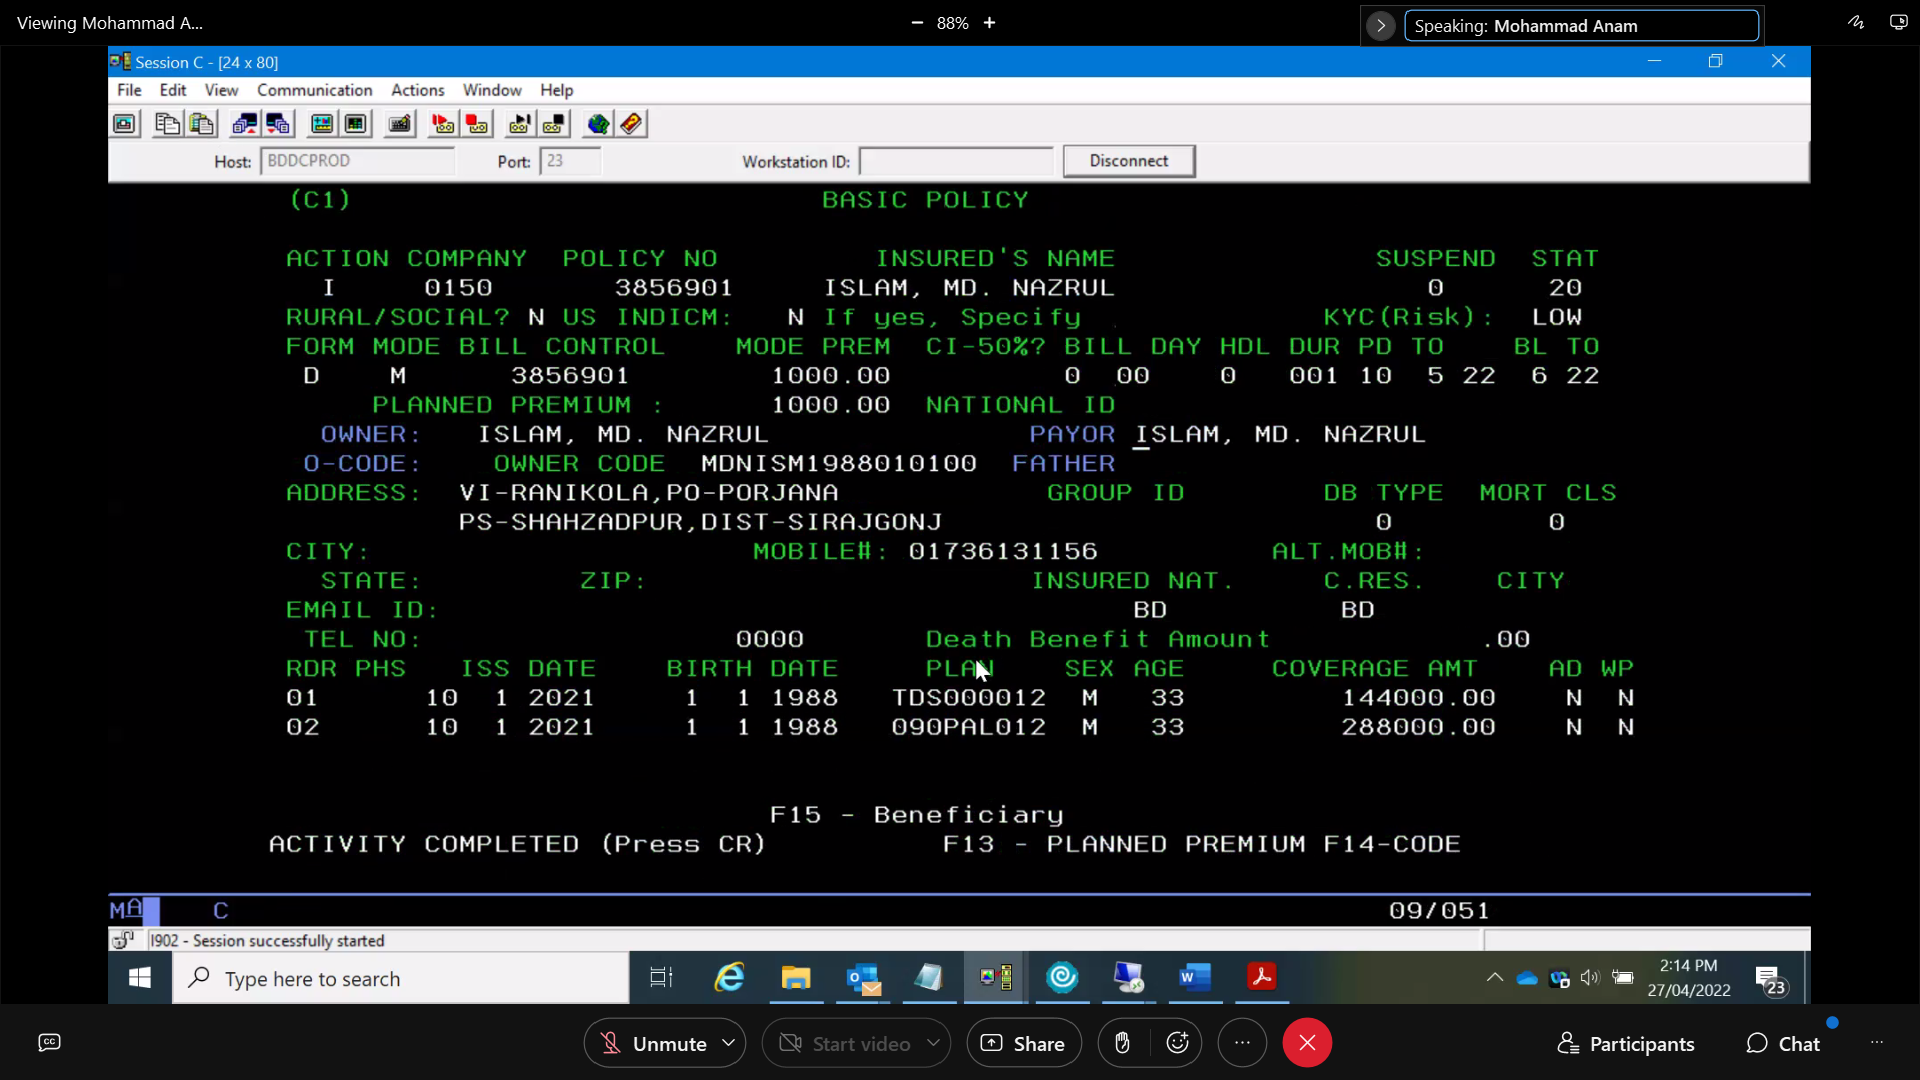 Viewing Mohammad A... 88% Speaking: Mohammad Anam
Session C - [24 x 80]
File Edit View Communication Actions Window Help
Host: BDDCPROD Port: 23 Workstation ID: Disconnect
(C1) BASIC POLICY
ACTION COMPANY POLICY NO INSURED'S NAME SUSPEND STAT
I 0150 3856901 ISLAM, MD. NAZRUL 0 20
RURAL/SOCIAL? N US INDICM: N If yes, Specify KYC(Risk): LOW
FORM MODE BILL CONTROL MODE PREM CI-50%? BILL DAY HDL DUR PD TO BL TO
D M 3856901 1000.00 0 00 0 001 10 5 22 6 22
PLANNED PREMIUM : 1000.00 NATIONAL ID
OWNER: ISLAM, MD. NAZRUL PAYOR ISLAM, MD. NAZRUL
O-CODE: OWNER CODE MDNISM1988010100 FATHER
ADDRESS: VI-RANIKOLA,PO-PORJANA GROUP ID DB TYPE MORT CLS
PS-SHAHZADPUR,DIST-SIRAJGONJ 0 0
CITY: MOBILE#: 01736131156 ALT.MOB#:
STATE: ZIP: INSURED NAT. C.RES. CITY
EMAIL ID: BD BD
TEL NO: 0000 Death Benefit Amount .00
RDR PHS ISS DATE BIRTH DATE PLAN SEX AGE COVERAGE AMT AD WP
01 10 1 2021 1 1 1988 TDS000012 M 33 144000.00 N N
02 10 1 2021 1 1 1988 090PAL012 M 33 288000.00 N N
F15 - Beneficiary
ACTIVITY COMPLETED (Press CR) F13 - PLANNED PREMIUM F14-CODE
MA C 09/051
I902 - Session successfully started
Type here to search 2:14 PM
27/04/2022 23
CC Unmute Start video Share Participants Chat